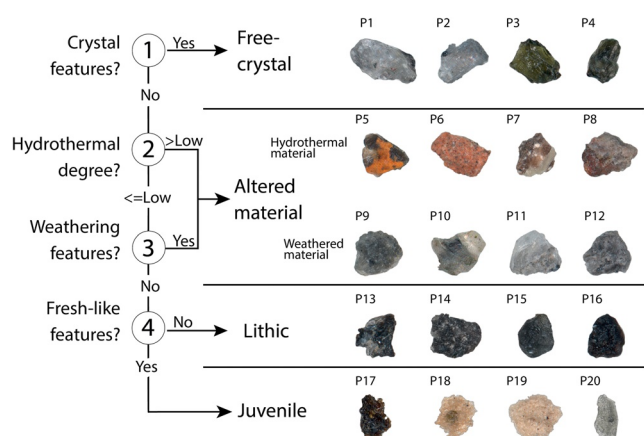 Crystal
features?
1
Yes
Free-
crystal
P1
P2
P3
P4
No
Hydrothermal
degree?
2
>Low
<=Low
Altered
material
Hydrothermal
material
P5
P6
P7
P8
Weathering
features?
3
Yes
Weathered
material
P9
P10
P11
P12
No
Fresh-like
features?
4
No
Lithic
P13
P14
P15
P16
Yes
Juvenile
P17
P18
P19
P20